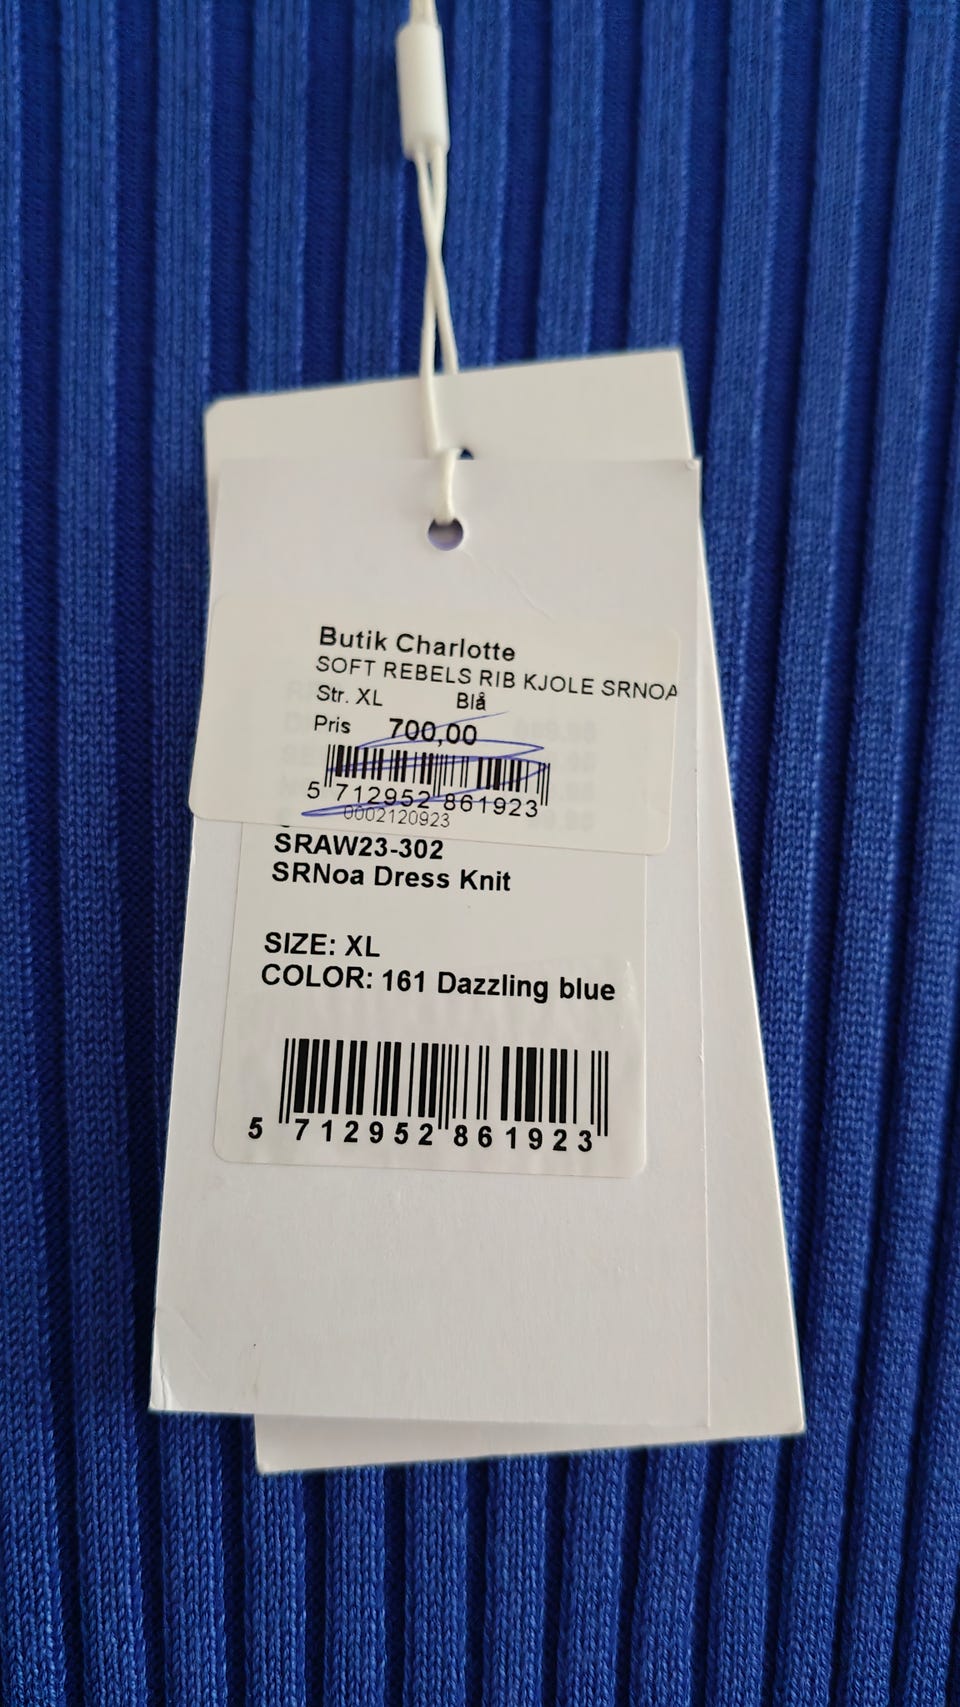 Butik Charlotte
SOFT REBELS RIB KJOLE SRNOA
Str. XL Blå
Pris 700,00
5 712952 861923
0002120923
SRAW23-302
SRNoa Dress Knit
SIZE: XL
COLOR: 161 Dazzling blue
5 712952 861923